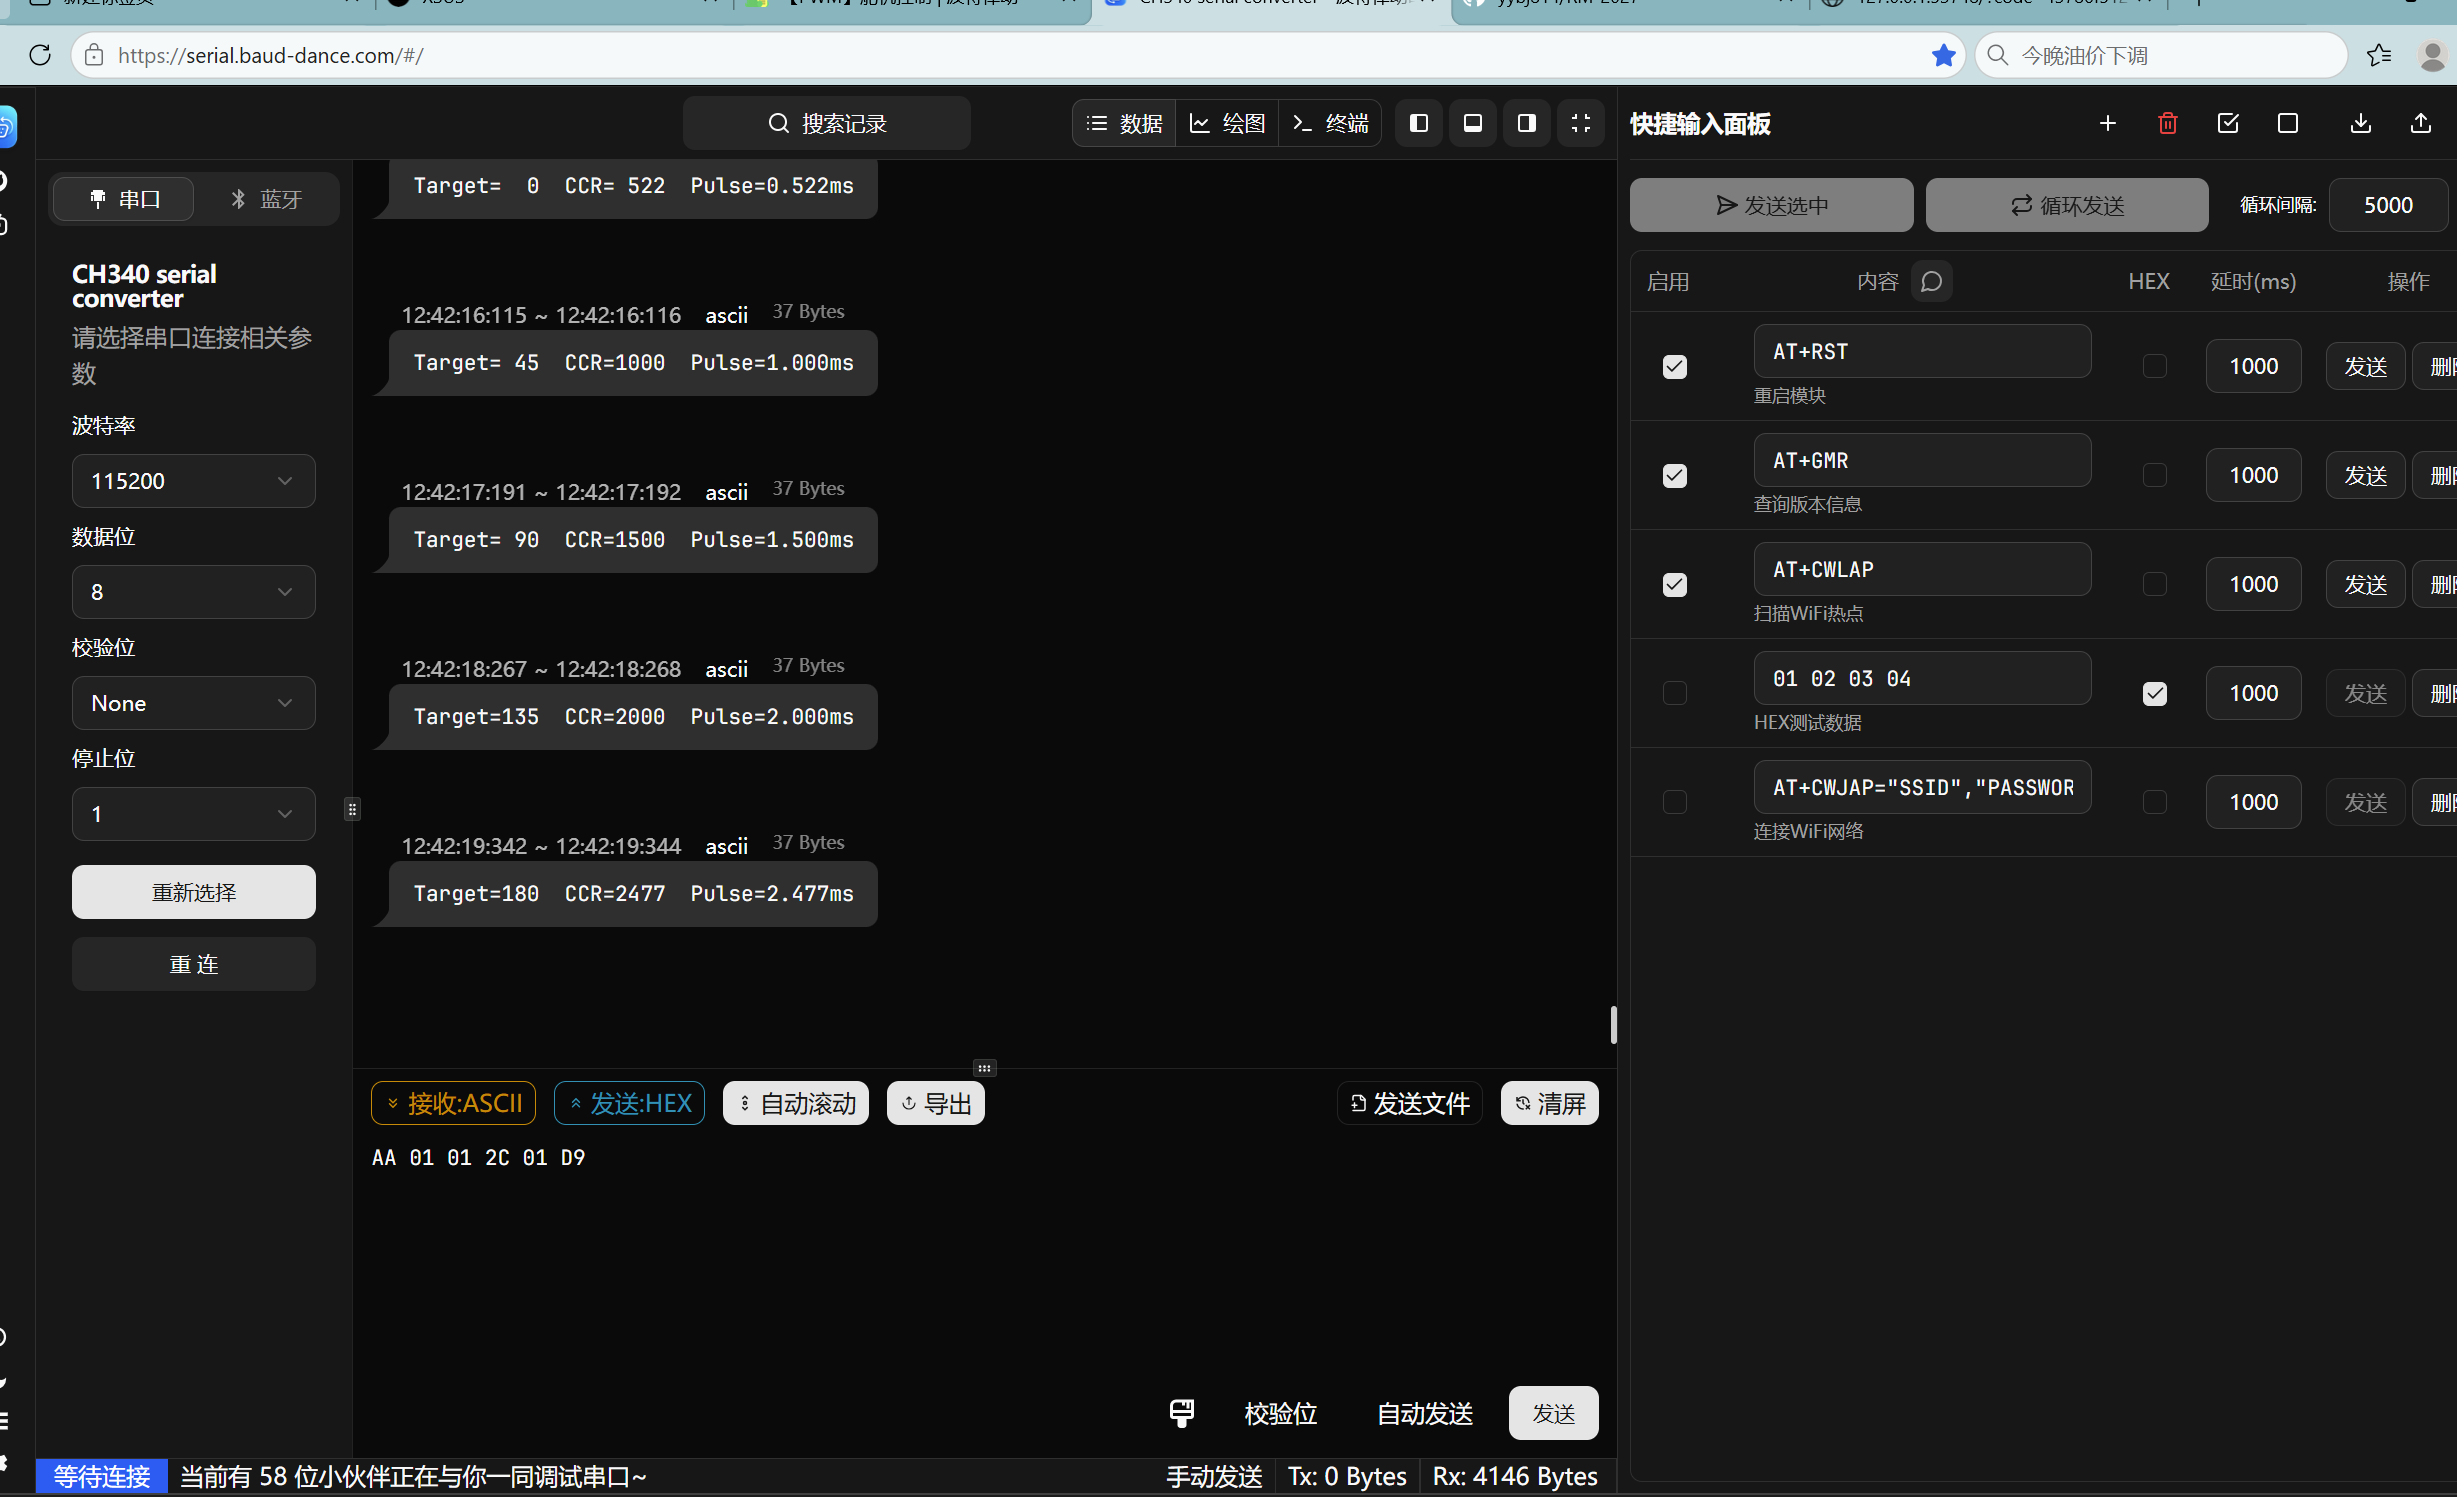 https://serial.baud-dance.com/#/
今晚油价下调
搜索记录
数据
绘图
终端
快捷输入面板
串口
蓝牙
CH340 serial
converter
请选择串口连接相关参
数
波特率
115200
数据位
8
校验位
None
停止位
1
重新选择
重 连
Target=  0  CCR= 522  Pulse=0.522ms
12:42:16:115 ~ 12:42:16:116 ascii 37 Bytes
Target= 45  CCR=1000  Pulse=1.000ms
12:42:17:191 ~ 12:42:17:192 ascii 37 Bytes
Target= 90  CCR=1500  Pulse=1.500ms
12:42:18:267 ~ 12:42:18:268 ascii 37 Bytes
Target=135  CCR=2000  Pulse=2.000ms
12:42:19:342 ~ 12:42:19:344 ascii 37 Bytes
Target=180  CCR=2477  Pulse=2.477ms
接收:ASCII
发送:HEX
自动滚动
导出
发送文件
清屏
AA 01 01 2C 01 D9
校验位
自动发送
发送
等待连接
当前有 58 位小伙伴正在与你一同调试串口~
手动发送
Tx: 0 Bytes
Rx: 4146 Bytes
发送选中
循环发送
循环间隔:
5000
启用 内容 HEX 延时(ms) 操作
AT+RST 1000 发送
重启模块
AT+GMR 1000 发送
查询版本信息
AT+CWLAP 1000 发送
扫描WiFi热点
01 02 03 04 1000 发送
HEX测试数据
AT+CWJAP="SSID","PASSWOR 1000 发送
连接WiFi网络